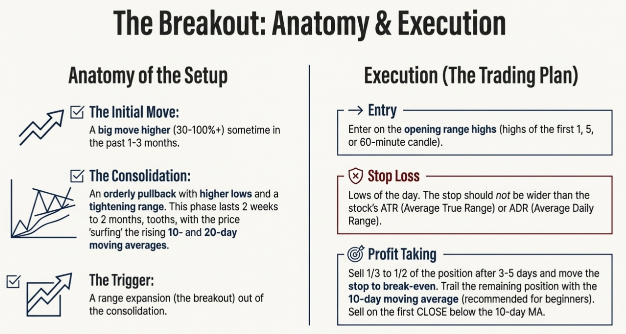 The Breakout: Anatomy & Execution
Anatomy of the Setup
The Initial Move:
A big move higher (30-100%+) sometime in
the past 1-3 months.
The Consolidation:
An orderly pullback with higher lows and a
tightening range. This phase lasts 2 weeks
to 2 months, tooths, with the price
'surfing' the rising 10- and 20-day
moving averages.
The Trigger:
A range expansion (the breakout) out of
the consolidation.
Execution (The Trading Plan)
Entry
Enter on the opening range highs (highs of the first 1, 5,
or 60-minute candle).
Stop Loss
Lows of the day. The stop should not be wider than the
stock's ATR (Average True Range) or ADR (Average Daily
Range).
Profit Taking
Sell 1/3 to 1/2 of the position after 3-5 days and move the
stop to break-even. Trail the remaining position with the
10-day moving average (recommended for beginners).
Sell on the first CLOSE below the 10-day MA.